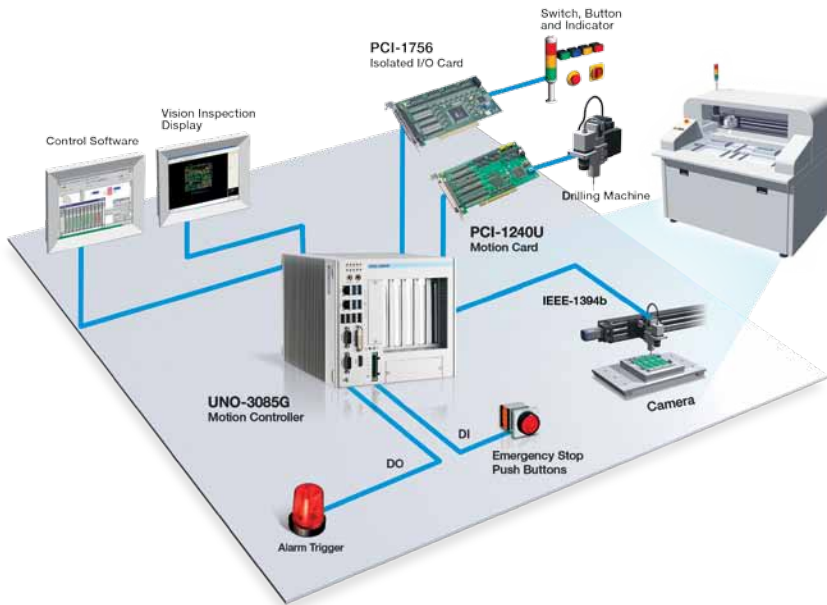 Switch, Button
and Indicator
PCI-1756
Isolated I/O Card
Vision Inspection
Display
Control Software
Drilling Machine
PCI-1240U
Motion Card
IEEE-1394b
UNO-3085G
Motion Controller
Camera
DI
Emergency Stop
Push Buttons
DO
Alarm Trigger